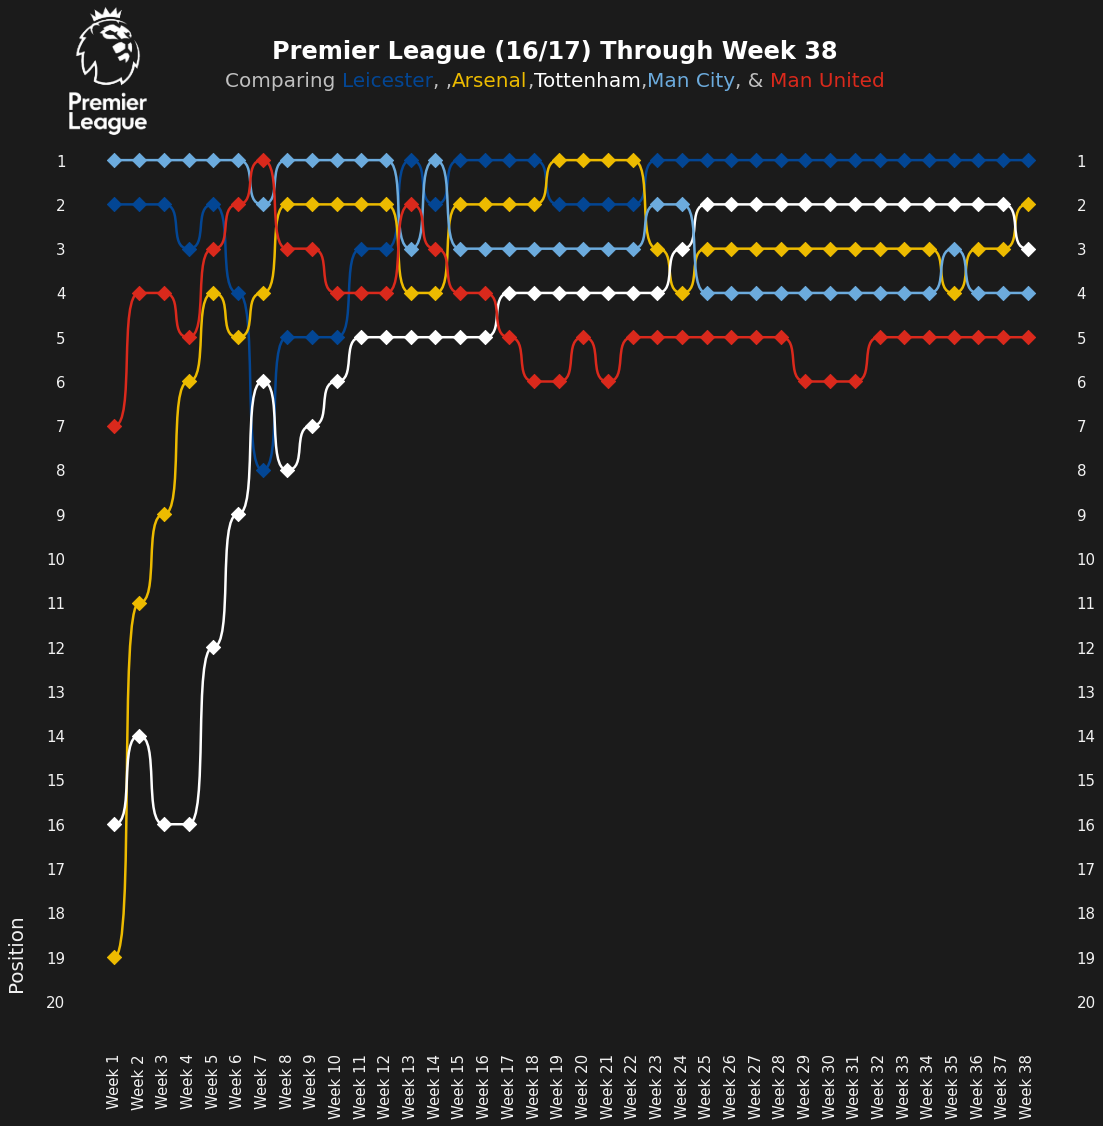 Premier
League
Premier League (16/17) Through Week 38
Comparing Leicester, ,Arsenal,Tottenham,Man City, & Man United
1 1
2 2
3 3
4 4
5 5
6 6
7 7
8 8
9 9
10 10
11 11
12 12
13 13
14 14
15 15
16 16
17 17
18 18
19 19
20 20
Position
Week 1
Week 2
Week 3
Week 4
Week 5
Week 6
Week 7
Week 8
Week 9
Week 10
Week 11
Week 12
Week 13
Week 14
Week 15
Week 16
Week 17
Week 18
Week 19
Week 20
Week 21
Week 22
Week 23
Week 24
Week 25
Week 26
Week 27
Week 28
Week 29
Week 30
Week 31
Week 32
Week 33
Week 34
Week 35
Week 36
Week 37
Week 38